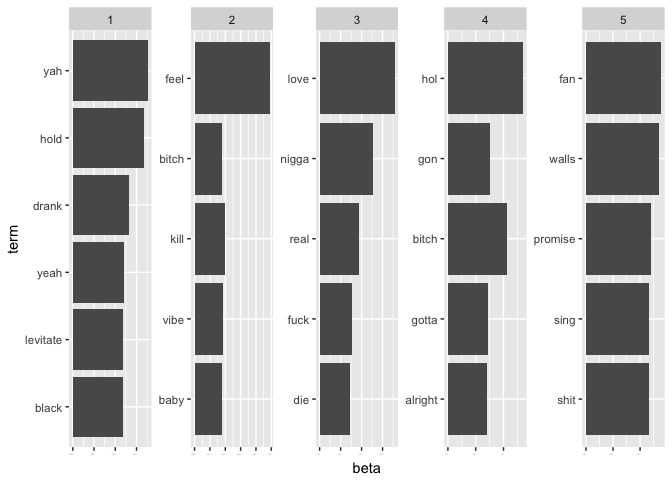 1 2 3 4 5
term
yah
hold
drank
yeah
levitate
black
feel
bitch
kill
vibe
baby
love
nigga
real
fuck
die
hol
gon
bitch
gotta
alright
fan
walls
promise
sing
shit
beta